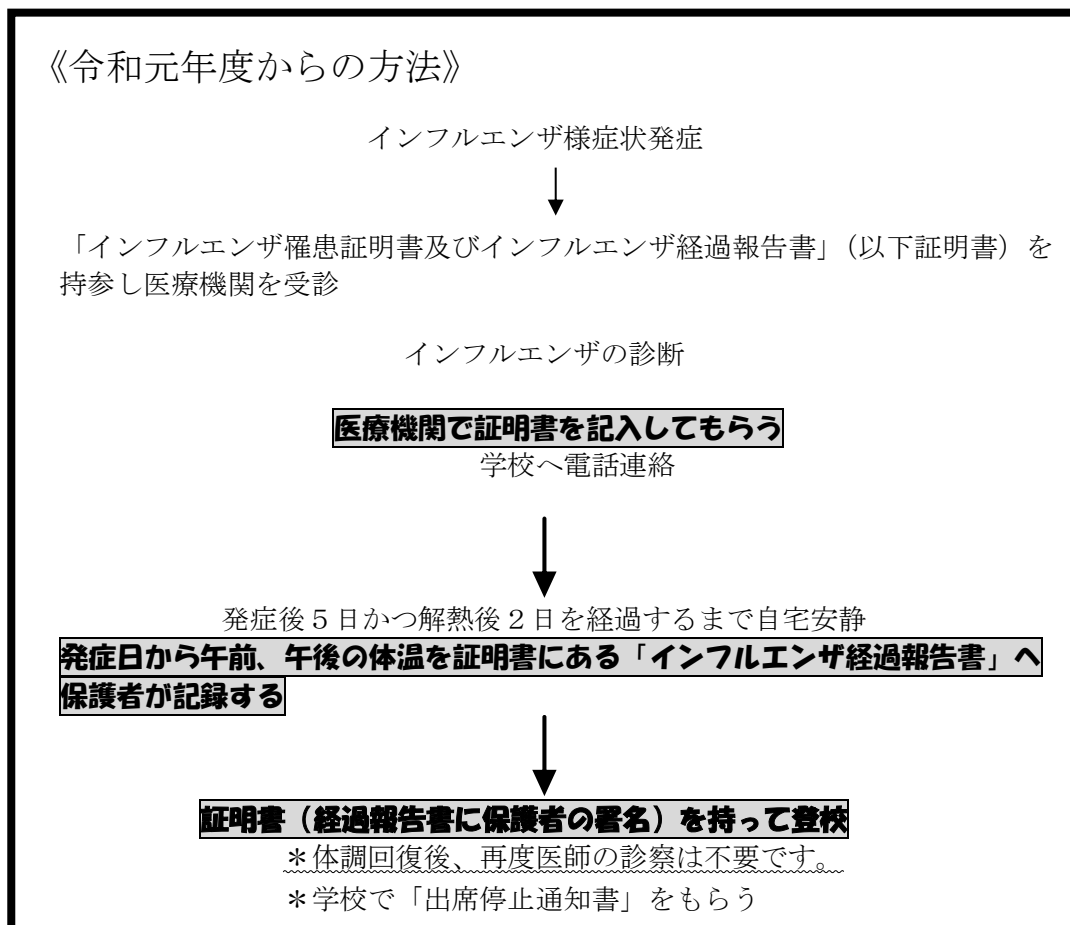 《令和元年度からの方法》
インフルエンザ様症状発症
「インフルエンザ罹患証明書及びインフルエンザ経過報告書」（以下証明書）を
持参し医療機関を受診
インフルエンザの診断
医療機関で証明書を記入してもらう
学校へ電話連絡
発症後５日かつ解熱後２日を経過するまで自宅安静
発症日から午前、午後の体温を証明書にある「インフルエンザ経過報告書」へ
保護者が記録する
証明書（経過報告書に保護者の署名）を持って登校
＊体調回復後、再度医師の診察は不要です。
＊学校で「出席停止通知書」をもらう